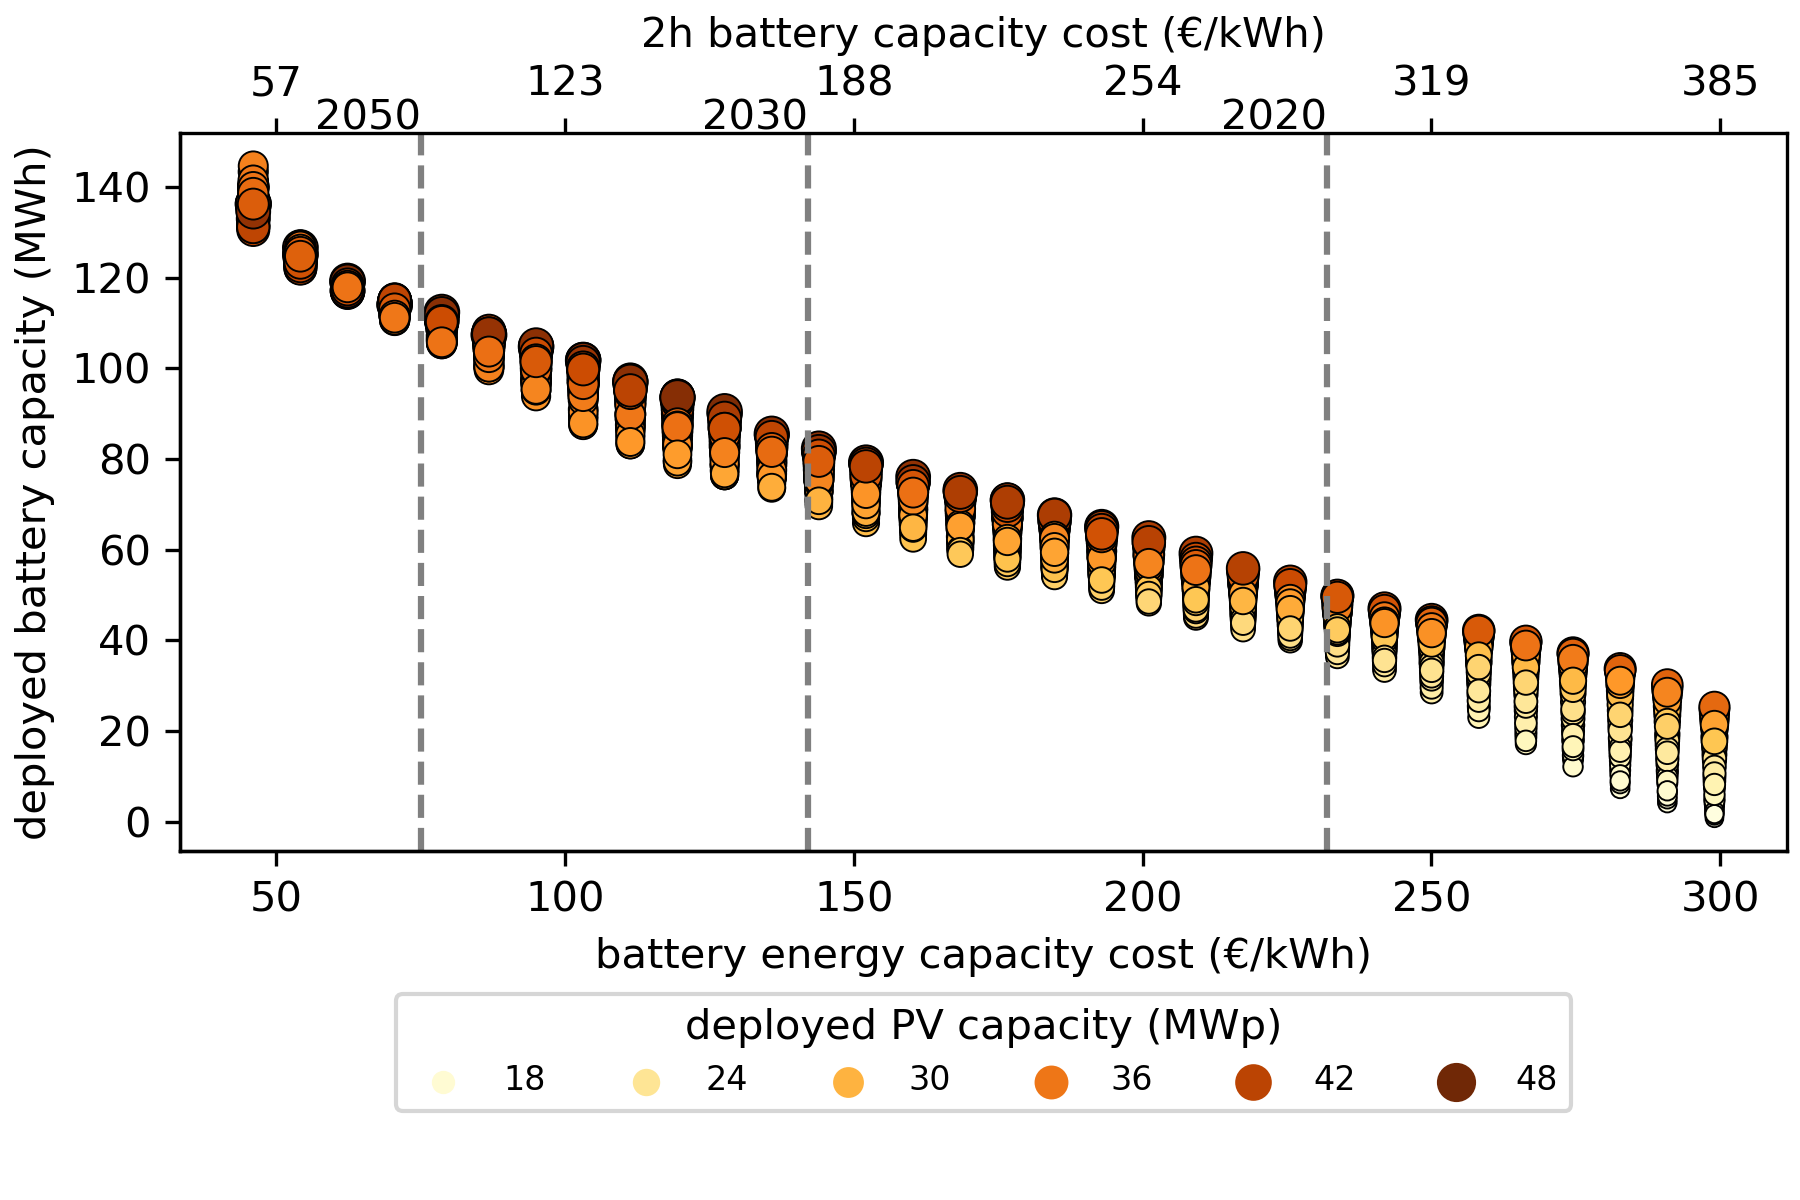 2h battery capacity cost (€/kWh)
57 123 188 254 319 385
2050 2030 2020
deployed battery capacity (MWh)
140
120
100
80
60
40
20
0
50 100 150 200 250 300
battery energy capacity cost (€/kWh)
deployed PV capacity (MWp)
18 24 30 36 42 48